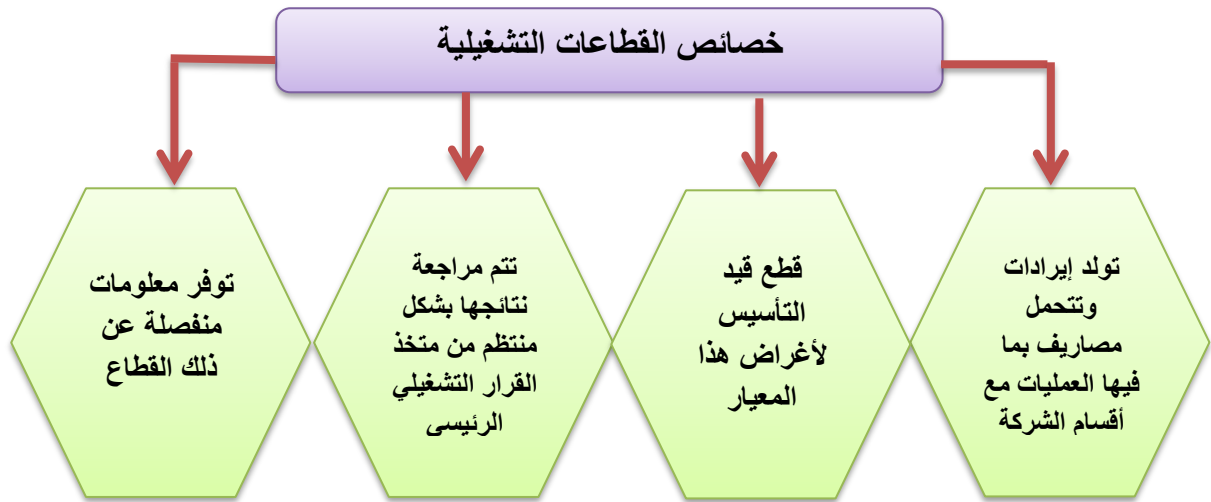 خصائص القطاعات التشغيلية
تولد إيرادات
وتتحمل
مصاريف بما
فيها العمليات مع
أقسام الشركة
قطع قيد
التأسيس
لأغراض هذا
المعيار
تتم مراجعة
نتائجها بشكل
منتظم من متخذ
القرار التشغيلي
الرئيسى
توفر معلومات
منفصلة عن
ذلك القطاع